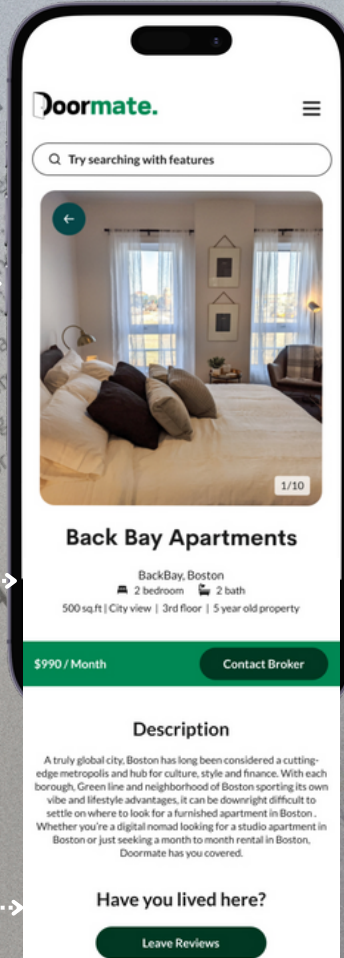 Doormate.
Try searching with features
1/10
Back Bay Apartments
BackBay, Boston
2 bedroom 2 bath
500 sq.ft | City view | 3rd floor | 5 year old property
$990 / Month Contact Broker
Description
A truly global city, Boston has long been considered a cutting-
edge metropolis and hub for culture, style and finance. With each
borough, Green line and neighborhood of Boston sporting its own
vibe and lifestyle advantages, it can be downright difficult to
settle on where to look for a furnished apartment in Boston .
Whether you're a digital nomad looking for a studio apartment in
Boston or just seeking a month to month rental in Boston,
Doormate has you covered.
Have you lived here?
Leave Reviews